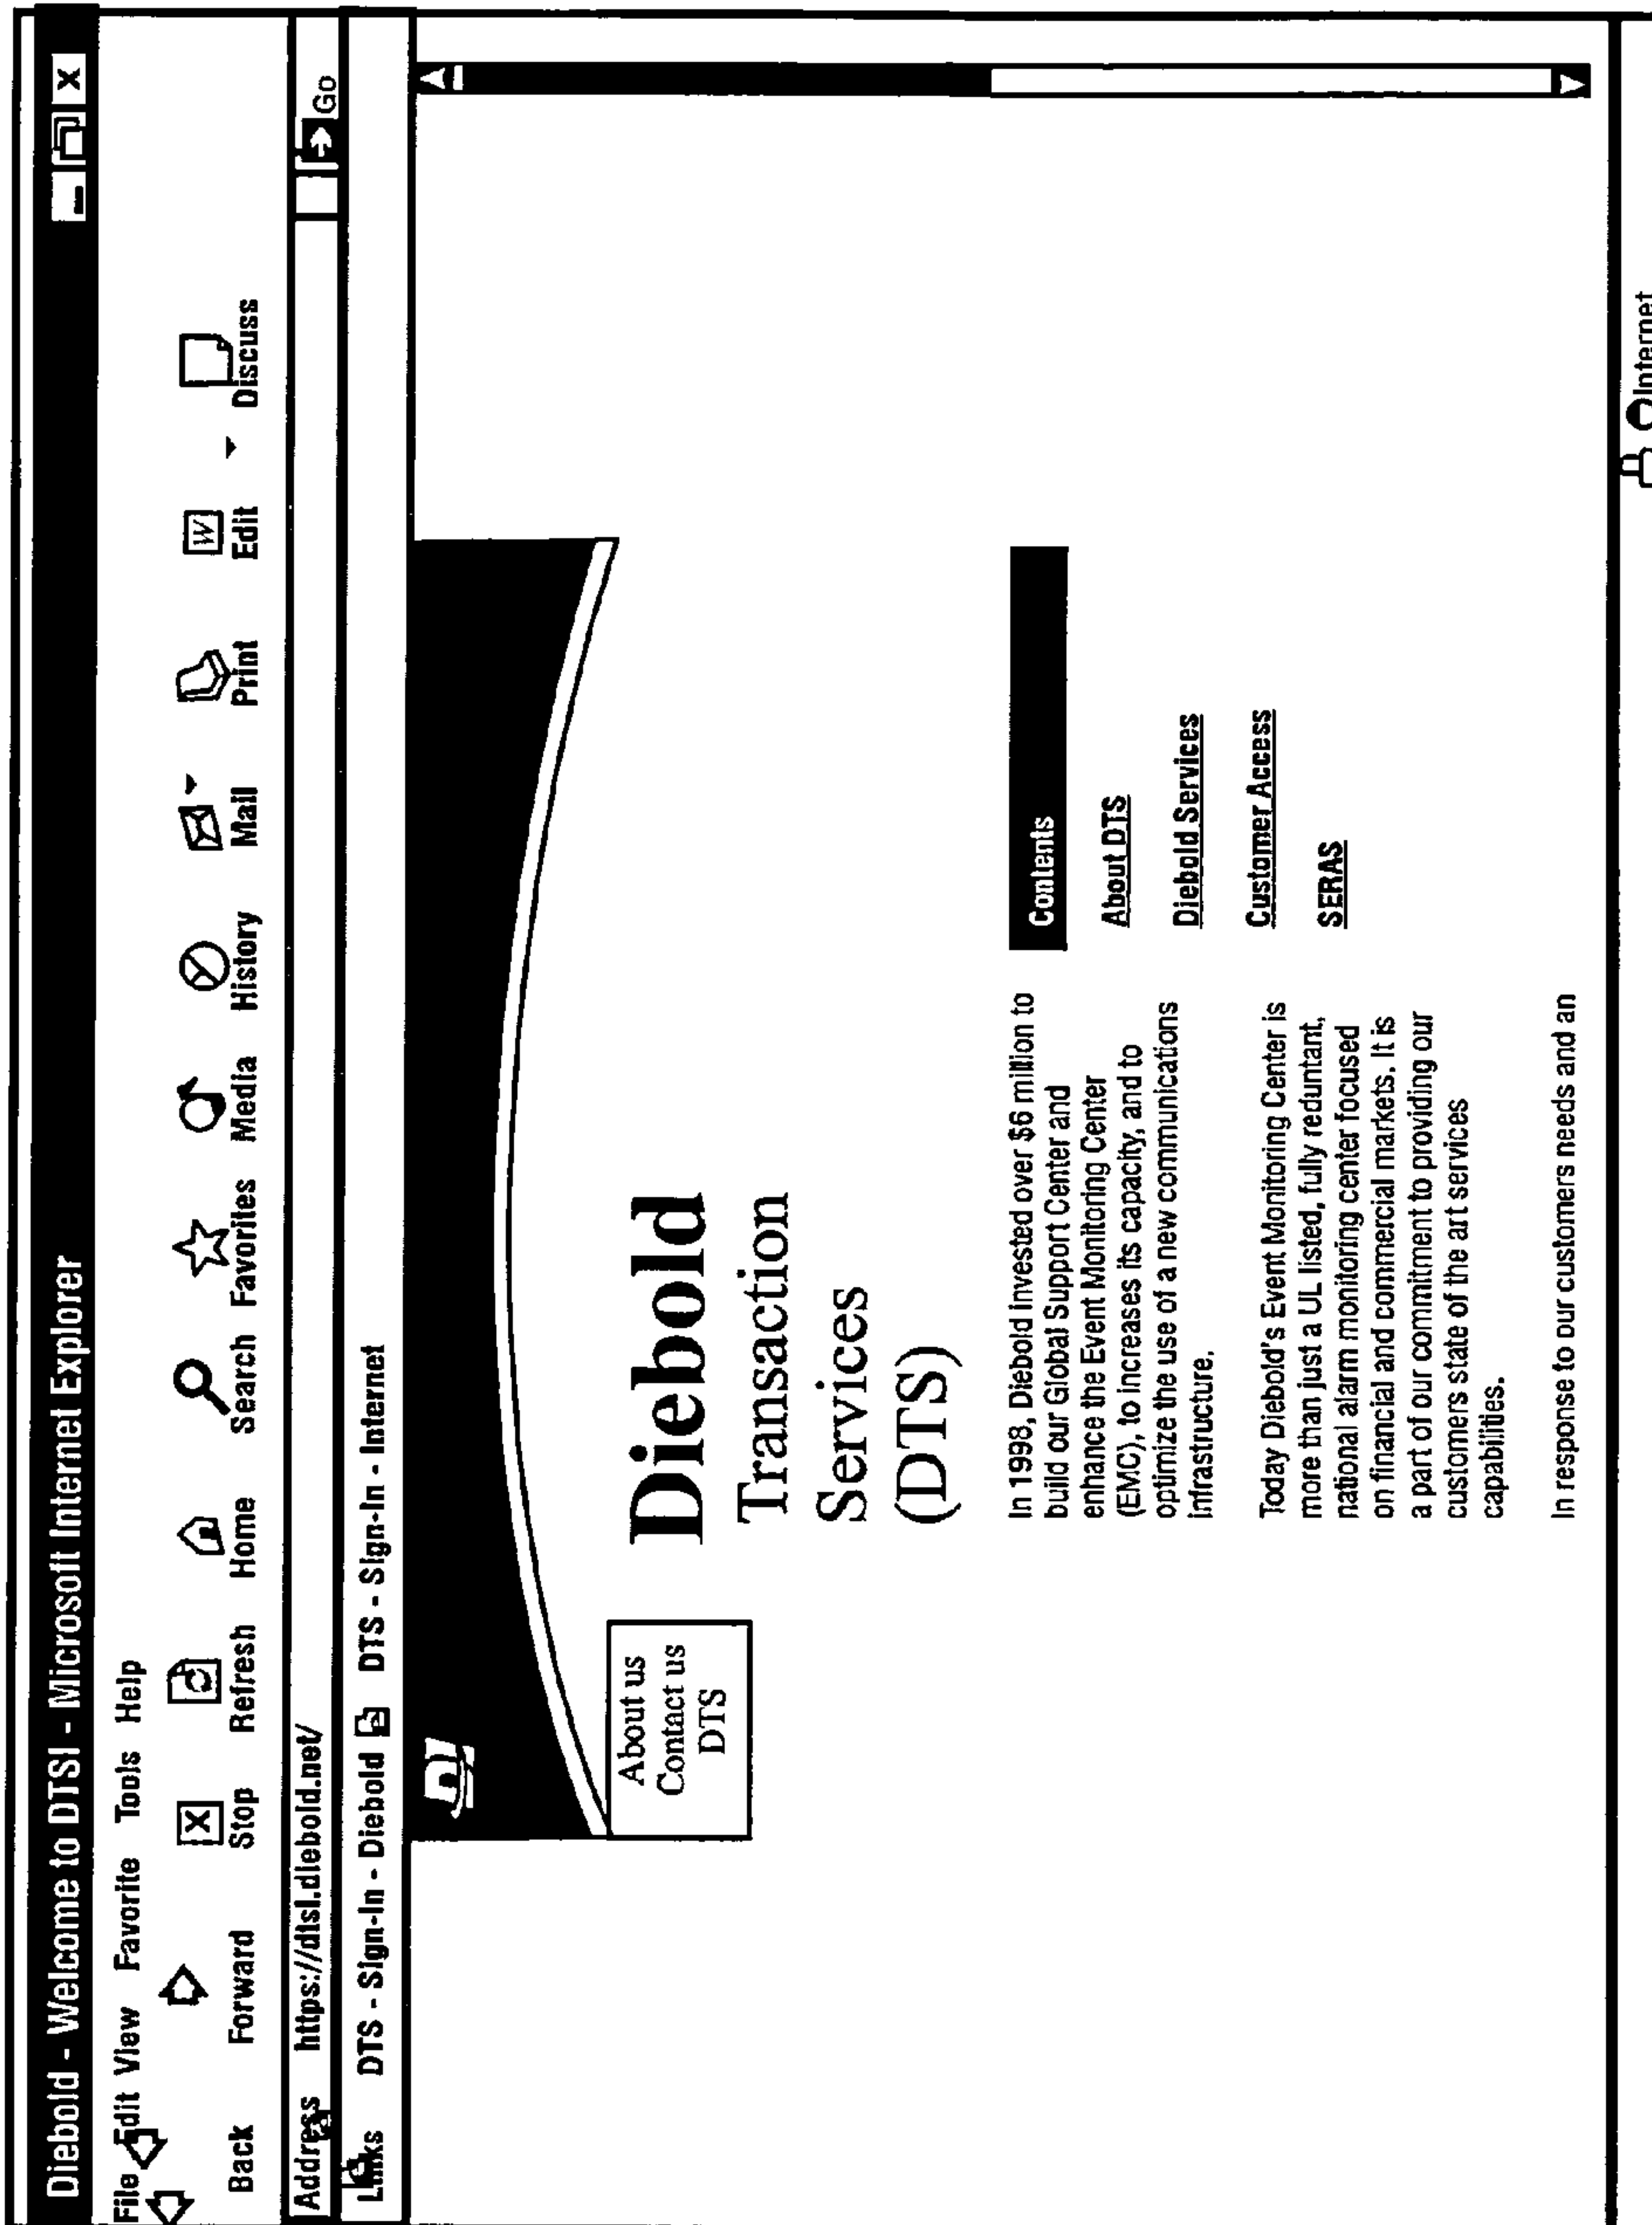 Diebold - Welcome to DTSI - Microsoft Internet Explorer
File Edit View Favorite Tools Help
Back Forward Stop Refresh Home Search Favorites Media History Mail Print Edit Discuss
Address https://dtsl.diebold.net/ Go
Links DTS - Sign-In - Diebold DTS - Sign-In - Internet
About us
Contact us
DTS
Diebold
Transaction
Services
(DTS)
In 1998, Diebold invested over $6 million to
build our Global Support Center and
enhance the Event Monitoring Center
(EMC), to increases its capacity, and to
optimize the use of a new communications
infrastructure.
Today Diebold's Event Monitoring Center is
more than just a UL listed, fully reduntant,
national alarm monitoring center focused
on financial and commercial markets. It is
a part of our commitment to providing our
customers state of the art services
capabilities.
In response to our customers needs and an
Contents
About DTS
Diebold Services
Customer Access
SERAS
Internet